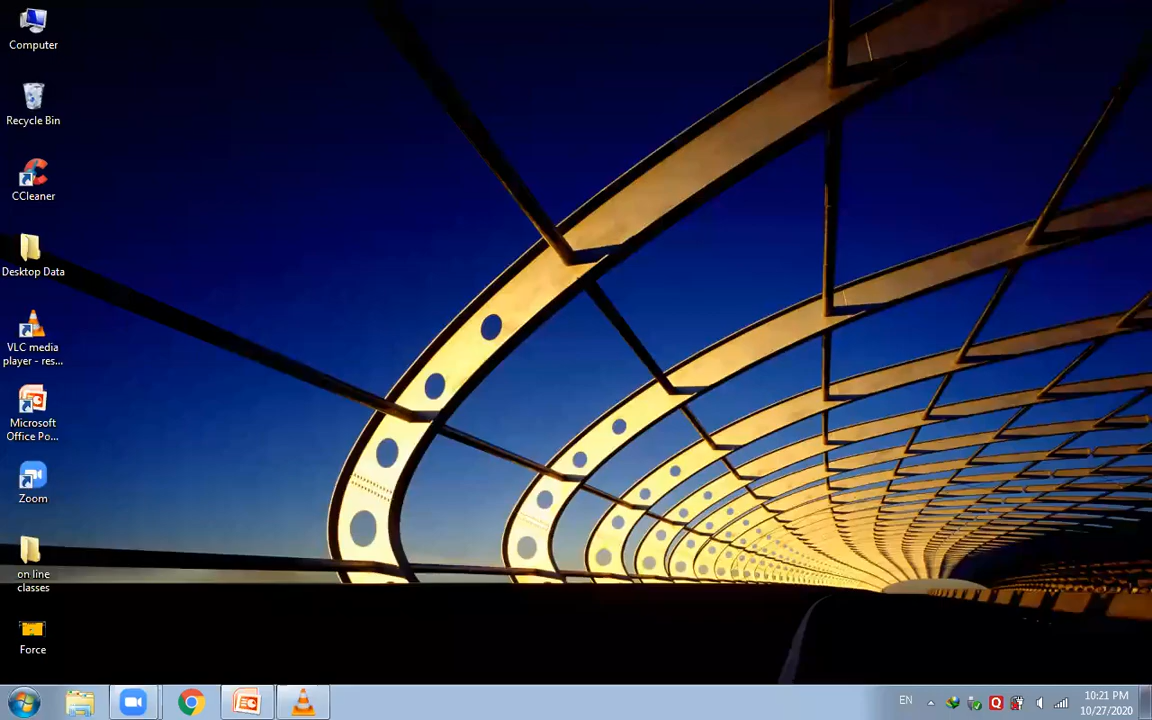 Computer
Recycle Bin
CCleaner
Desktop Data
VLC media
player - res...
Microsoft
Office Po...
Zoom
on line
classes
Force
EN
10:21 PM
10/27/2020